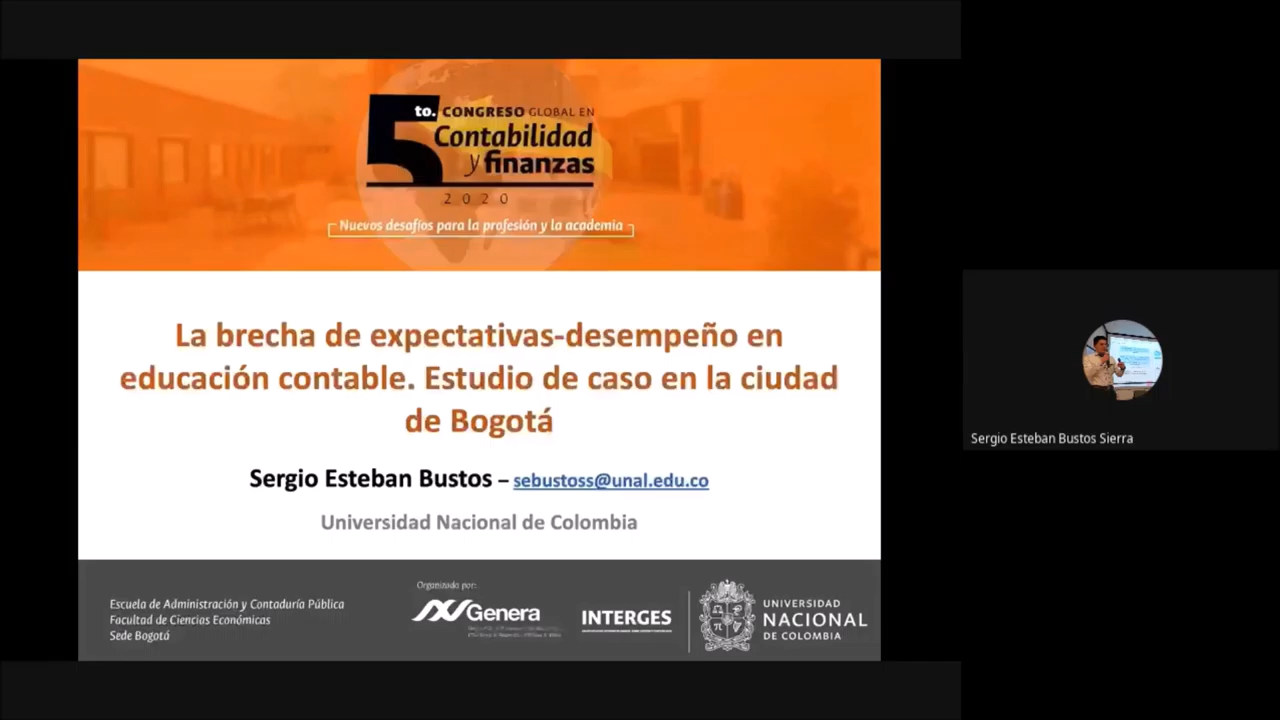 5to. CONGRESO GLOBAL EN
Contabilidad
y finanzas
2020
Nuevos desafíos para la profesión y la academia
La brecha de expectativas-desempeño en
educación contable. Estudio de caso en la ciudad
de Bogotá
Sergio Esteban Bustos – sebustoss@unal.edu.co
Universidad Nacional de Colombia
Escuela de Administración y Contaduría Pública
Facultad de Ciencias Económicas
Sede Bogotá
Organizado por:
Genera
INTERGES
UNIVERSIDAD
NACIONAL
DE COLOMBIA
Sergio Esteban Bustos Sierra